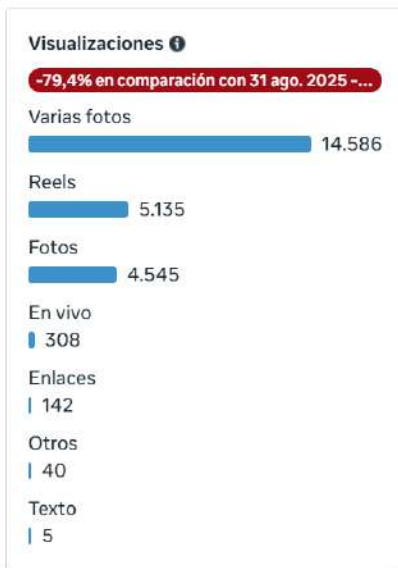 Visualizaciones
-79,4% en comparación con 31 ago. 2025 -...
Varias fotos
14.586
Reels
5.135
Fotos
4.545
En vivo
308
Enlaces
142
Otros
40
Texto
5